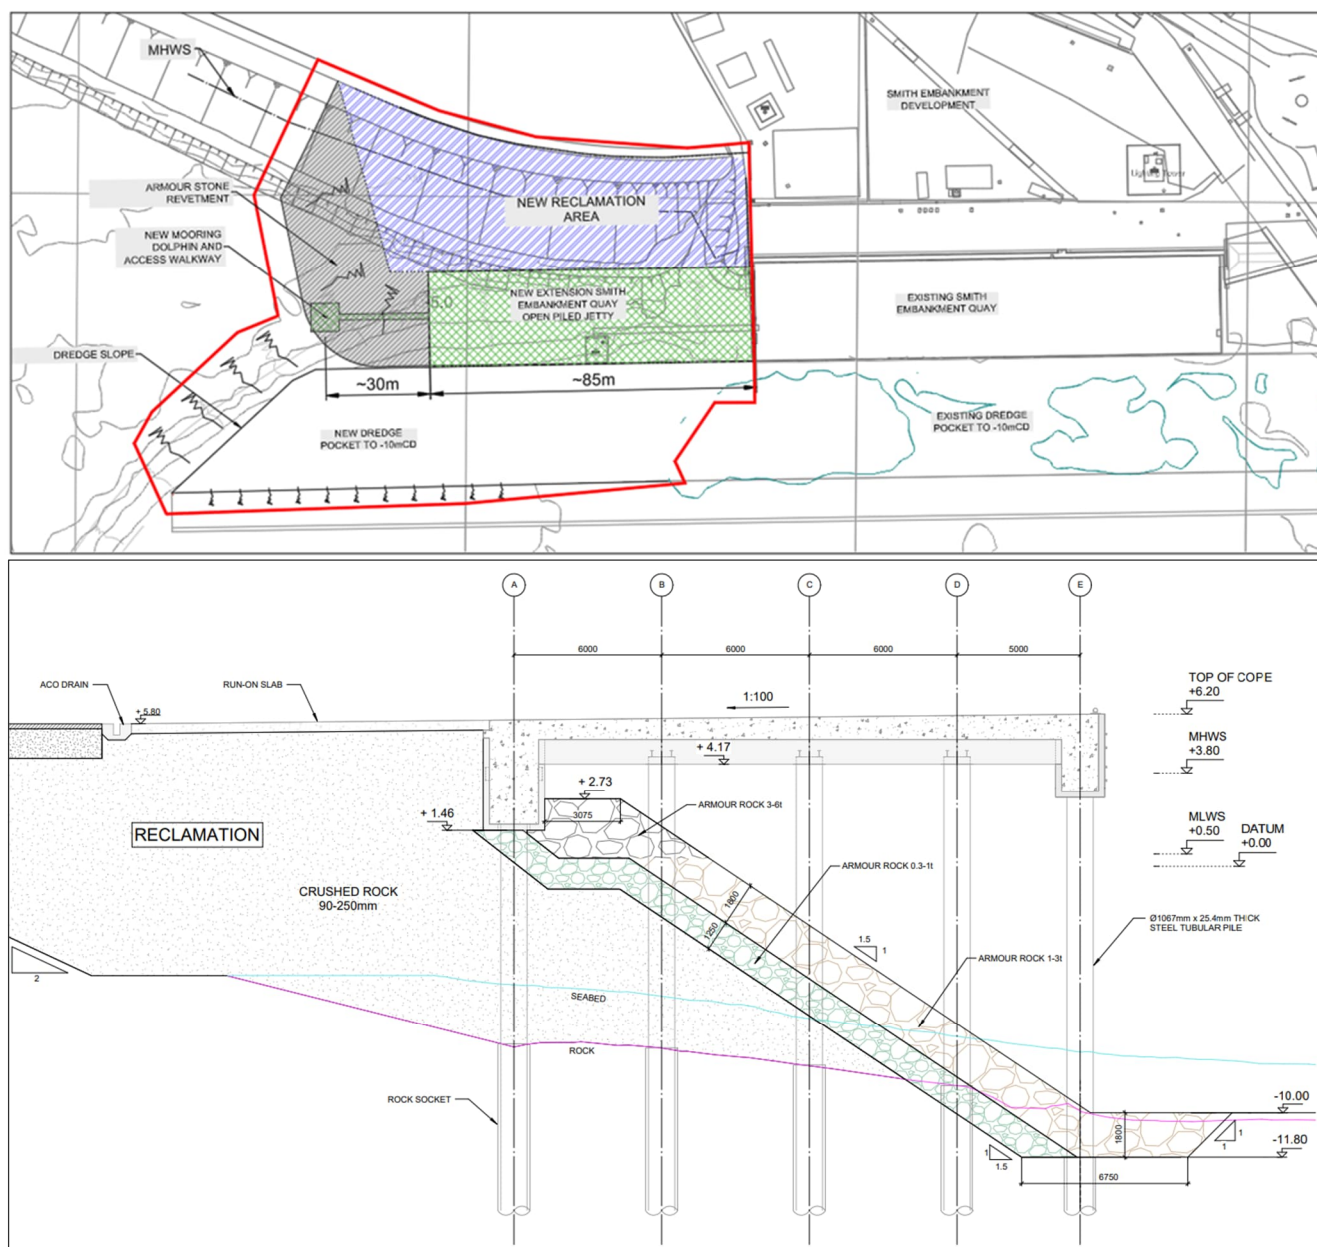 MHWS
SMITH EMBANKMENT
DEVELOPMENT
Lighting Tower
ARMOUR STONE
REVETMENT
NEW RECLAMATION
AREA
NEW MOORING
DOLPHIN AND
ACCESS WALKWAY
5.0
NEW EXTENSION SMITH
EMBANKMENT QUAY
OPEN PILED JETTY
EXISTING SMITH
EMBANKMENT QUAY
DREDGE SLOPE
~30m
~85m
NEW DREDGE
POCKET TO -10mCD
EXISTING DREDGE
POCKET TO -10mCD
A
B
C
D
E
6000
6000
6000
5000
ACO DRAIN
RUN-ON SLAB
TOP OF COPE
+6.20
1:100
+ 5.80
MHWS
+3.80
+ 4.17
+ 2.73
3075
ARMOUR ROCK 3-6t
+ 1.46
MLWS
+0.50
DATUM
+0.00
RECLAMATION
CRUSHED ROCK
90-250mm
ARMOUR ROCK 0.3-1t
1800
1250
Ø1067mm x 25.4mm THICK
STEEL TUBULAR PILE
1.5
1
ARMOUR ROCK 1-3t
2
SEABED
ROCK
ROCK SOCKET
-10.00
1800
1
1
-11.80
1
1.5
6750